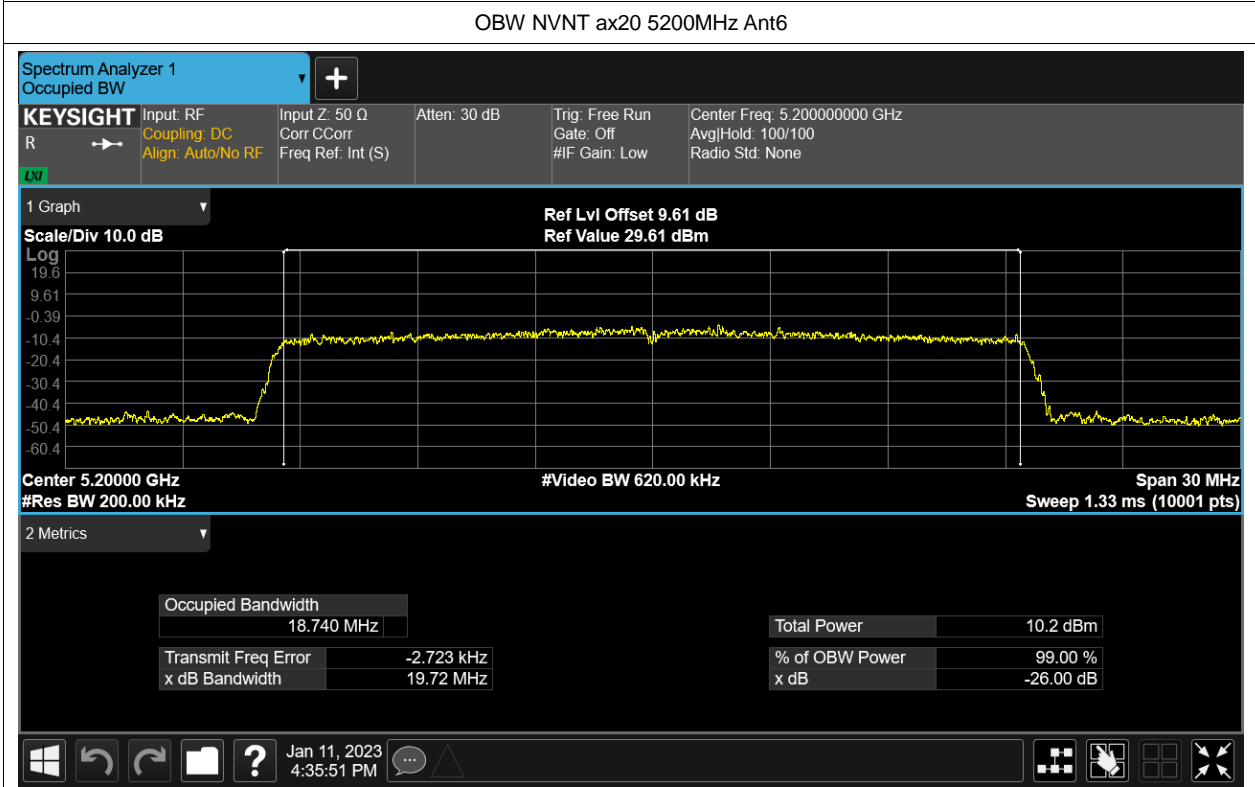 OBW NVNT ax20 5200MHz Ant6
Spectrum Analyzer 1
Occupied BW
KEYSIGHT
R
LXI
Input: RF
Coupling: DC
Align: Auto/No RF
Input Z: 50 Ω
Corr CCorr
Freq Ref: Int (S)
Atten: 30 dB
Trig: Free Run
Gate: Off
#IF Gain: Low
Center Freq: 5.200000000 GHz
Avg|Hold: 100/100
Radio Std: None
1 Graph
Ref Lvl Offset 9.61 dB
Scale/Div 10.0 dB
Ref Value 29.61 dBm
Log
19.6
9.61
-0.39
-10.4
-20.4
-30.4
-40.4
-50.4
-60.4
Center 5.20000 GHz
#Video BW 620.00 kHz
Span 30 MHz
#Res BW 200.00 kHz
Sweep 1.33 ms (10001 pts)
2 Metrics
Occupied Bandwidth
18.740 MHz
Total Power 10.2 dBm
Transmit Freq Error -2.723 kHz
% of OBW Power 99.00 %
x dB Bandwidth 19.72 MHz
x dB -26.00 dB
?
Jan 11, 2023
4:35:51 PM